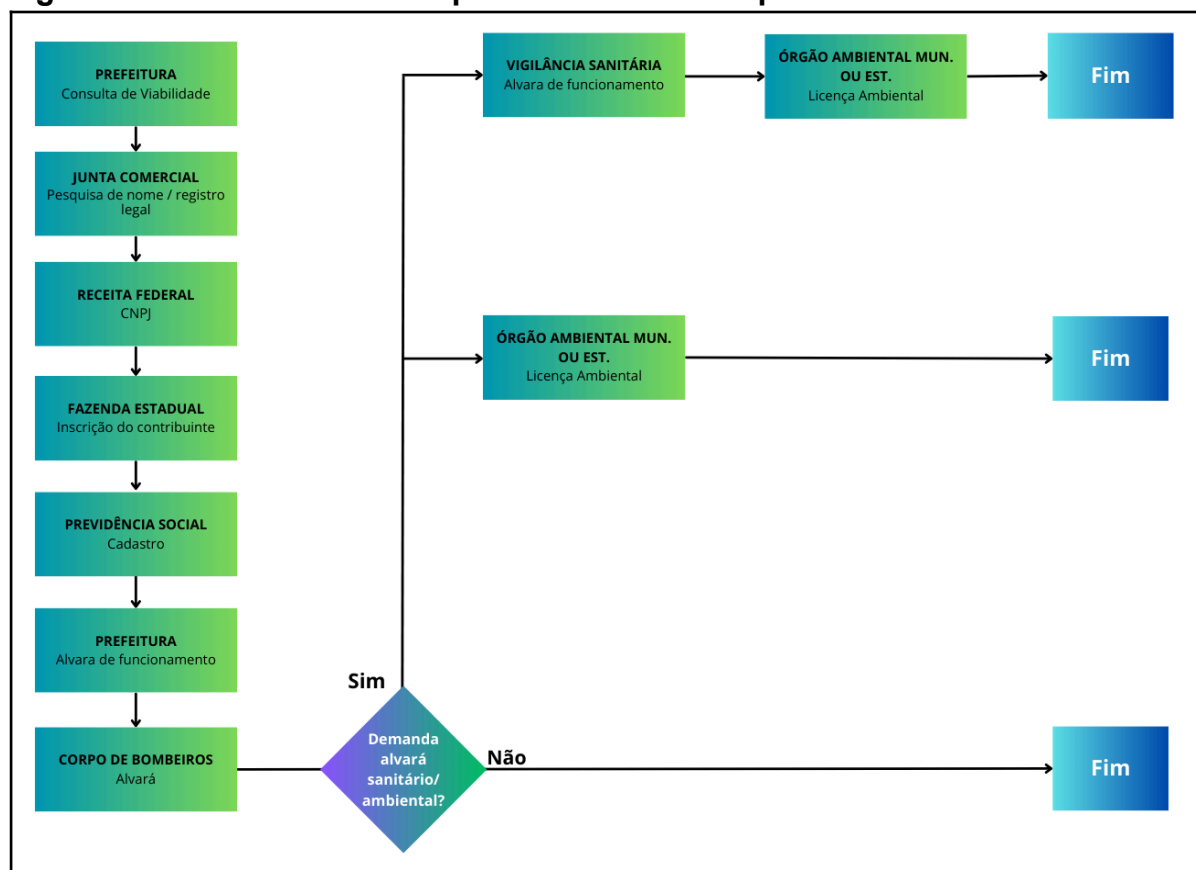 PREFEITURA
Consulta de Viabilidade
JUNTA COMERCIAL
Pesquisa de nome / registro
legal
RECEITA FEDERAL
CNPJ
FAZENDA ESTADUAL
Inscrição do contribuinte
PREVIDÊNCIA SOCIAL
Cadastro
PREFEITURA
Alvara de funcionamento
CORPO DE BOMBEIROS
Alvará
Demanda
alvará
sanitário/
ambiental?
Sim
VIGILÂNCIA SANITÁRIA
Alvara de funcionamento
ÓRGÃO AMBIENTAL MUN.
OU EST.
Licença Ambiental
Fim
ÓRGÃO AMBIENTAL MUN.
OU EST.
Licença Ambiental
Fim
Não
Fim